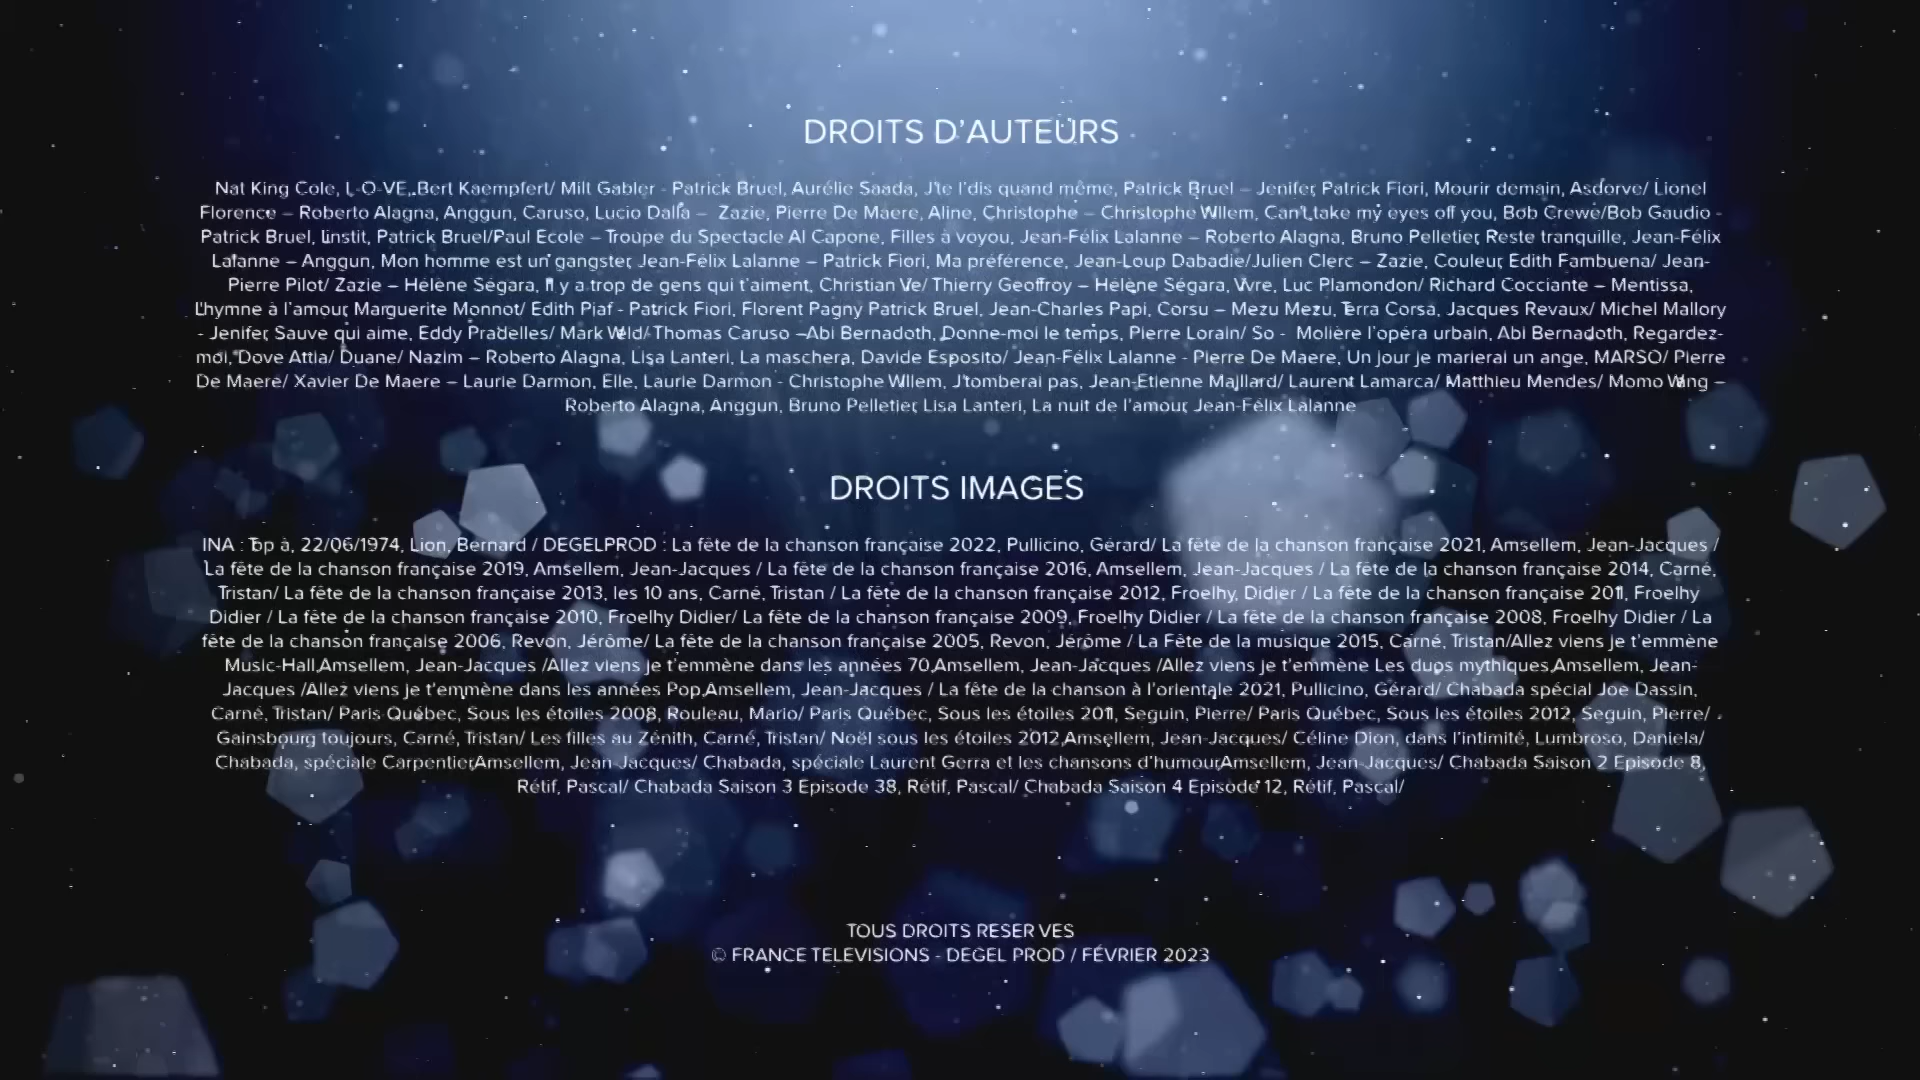 DROITS D'AUTEURS
Nat King Cole, L-O-VE, Bert Kaempfert/ Milt Gabler - Patrick Bruel, Aurélie Saada, J'te l'dis quand même, Patrick Bruel – Jenifer, Patrick Fiori, Mourir demain, Asdorve/ Lionel
Florence – Roberto Alagna, Anggun, Caruso, Lucio Dalla – Zazie, Pierre De Maere, Aline, Christophe – Christophe Willem, Can't take my eyes off you, Bob Crewe/Bob Gaudio -
Patrick Bruel, L'instit, Patrick Bruel/Paul Ecole – Troupe du Spectacle Al Capone, Filles à voyou, Jean-Félix Lalanne – Roberto Alagna, Bruno Pelletier, Reste tranquille, Jean-Félix
Lalanne – Anggun, Mon homme est un gangster, Jean-Félix Lalanne – Patrick Fiori, Ma préférence, Jean-Loup Dabadie/Julien Clerc – Zazie, Couleur, Edith Fambuena/ Jean-
Pierre Pilot/ Zazie – Hélène Ségara, Il y a trop de gens qui t'aiment, Christian Vie/ Thierry Geoffroy – Hélène Ségara, Vivre, Luc Plamondon/ Richard Cocciante – Mentissa,
L'hymne à l'amour, Marguerite Monnot/ Edith Piaf - Patrick Fiori, Florent Pagny Patrick Bruel, Jean-Charles Papi, Corsu – Mezu Mezu, Terra Corsa, Jacques Revaux/ Michel Mallory
- Jenifer, Sauve qui aime, Eddy Pradelles/ Mark Weld/ Thomas Caruso –Abi Bernadoth, Donne-moi le temps, Pierre Lorain/ So - Molière l'opéra urbain, Abi Bernadoth, Regardez-
moi, Dove Attia/ Duane/ Nazim – Roberto Alagna, Lisa Lanteri, La maschera, Davide Esposito/ Jean-Félix Lalanne - Pierre De Maere, Un jour je marierai un ange, MARSO/ Pierre
De Maere/ Xavier De Maere – Laurie Darmon, Elle, Laurie Darmon - Christophe Willem, J'tomberai pas, Jean-Etienne Maillard/ Laurent Lamarca/ Matthieu Mendes/ Momo Wang –
Roberto Alagna, Anggun, Bruno Pelletier, Lisa Lanteri, La nuit de l'amour, Jean-Félix Lalanne
DROITS IMAGES
INA : Top à, 22/06/1974, Lion, Bernard / DEGELPROD : La fête de la chanson française 2022, Pullicino, Gérard/ La fête de la chanson française 2021, Amsellem, Jean-Jacques /
La fête de la chanson française 2019, Amsellem, Jean-Jacques / La fête de la chanson française 2016, Amsellem, Jean-Jacques / La fête de la chanson française 2014, Carné,
Tristan/ La fête de la chanson française 2013, les 10 ans, Carné, Tristan / La fête de la chanson française 2012, Froelhy, Didier / La fête de la chanson française 2011, Froelhy
Didier / La fête de la chanson française 2010, Froelhy Didier/ La fête de la chanson française 2009, Froelhy Didier / La fête de la chanson française 2008, Froelhy Didier / La
fête de la chanson française 2006, Revon, Jérôme/ La fête de la chanson française 2005, Revon, Jérôme / La Fête de la musique 2015, Carné, Tristan/Allez viens je t'emmène
Music-Hall,Amsellem, Jean-Jacques /Allez viens je t'emmène dans les années 70,Amsellem, Jean-Jacques /Allez viens je t'emmène Les duos mythiques,Amsellem, Jean-
Jacques /Allez viens je t'emmène dans les années Pop,Amsellem, Jean-Jacques / La fête de la chanson à l'orientale 2021, Pullicino, Gérard/ Chabada spécial Joe Dassin,
Carné, Tristan/ Paris Québec, Sous les étoiles 2008, Rouleau, Mario/ Paris Québec, Sous les étoiles 2011, Seguin, Pierre/ Paris Québec, Sous les étoiles 2012, Seguin, Pierre/
Gainsbourg toujours, Carné, Tristan/ Les filles au Zénith, Carné, Tristan/ Noël sous les étoiles 2012,Amsellem, Jean-Jacques/ Céline Dion, dans l'intimité, Lumbroso, Daniela/
Chabada, spéciale Carpentier,Amsellem, Jean-Jacques/ Chabada, spéciale Laurent Gerra et les chansons d'humour,Amsellem, Jean-Jacques/ Chabada Saison 2 Episode 8,
Rétif, Pascal/ Chabada Saison 3 Episode 38, Rétif, Pascal/ Chabada Saison 4 Episode 12, Rétif, Pascal/
TOUS DROITS RESERVES
© FRANCE TELEVISIONS - DEGEL PROD / FÉVRIER 2023